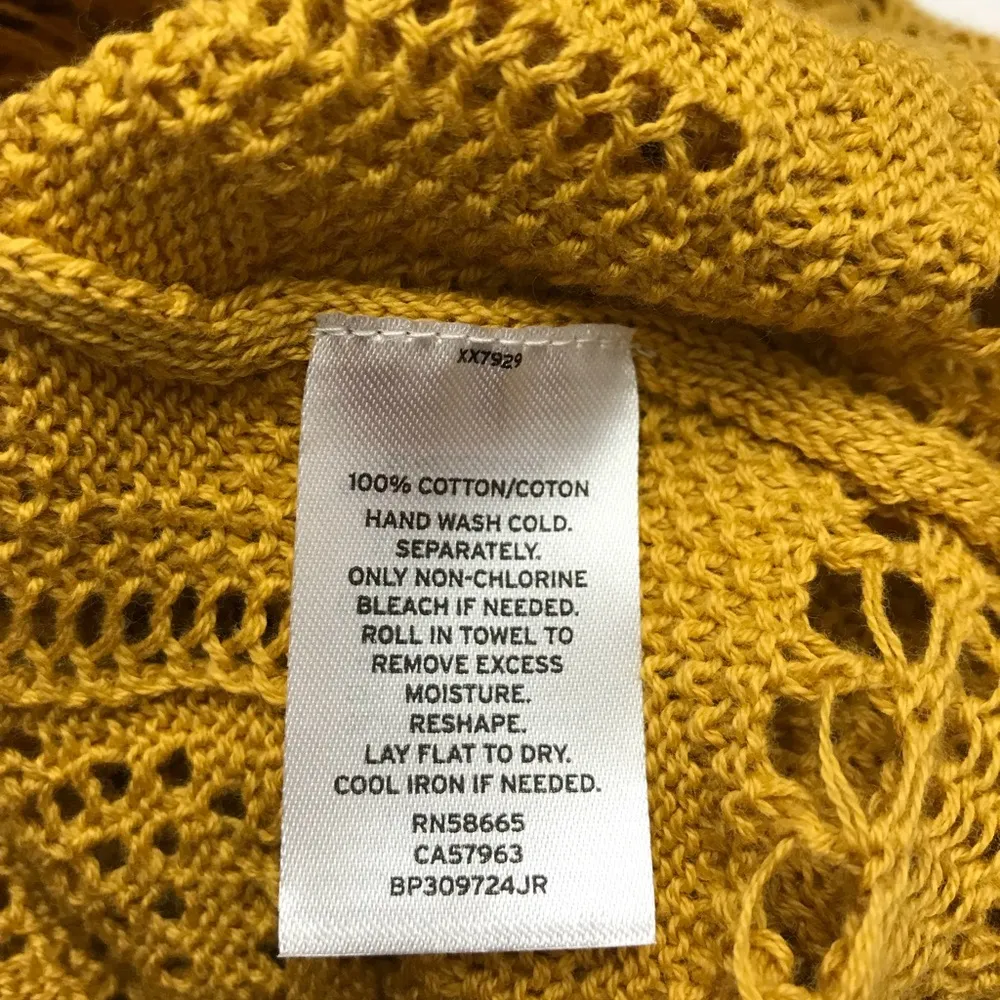 XX7929
100% COTTON/COTON
HAND WASH COLD.
SEPARATELY.
ONLY NON-CHLORINE
BLEACH IF NEEDED.
ROLL IN TOWEL TO
REMOVE EXCESS
MOISTURE.
RESHAPE.
LAY FLAT TO DRY.
COOL IRON IF NEEDED.
RN58665
CA57963
BP309724JR